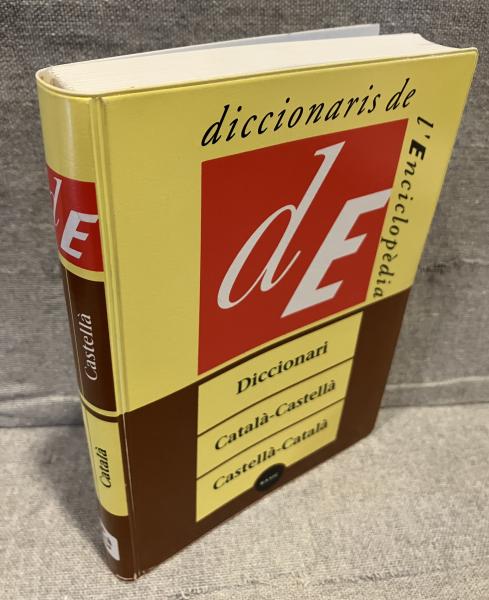 diccionaris de
l'Enciclopèdia
dE
Diccionari
Català-Castellà
Castellà-Català
dE
Castellà
Català